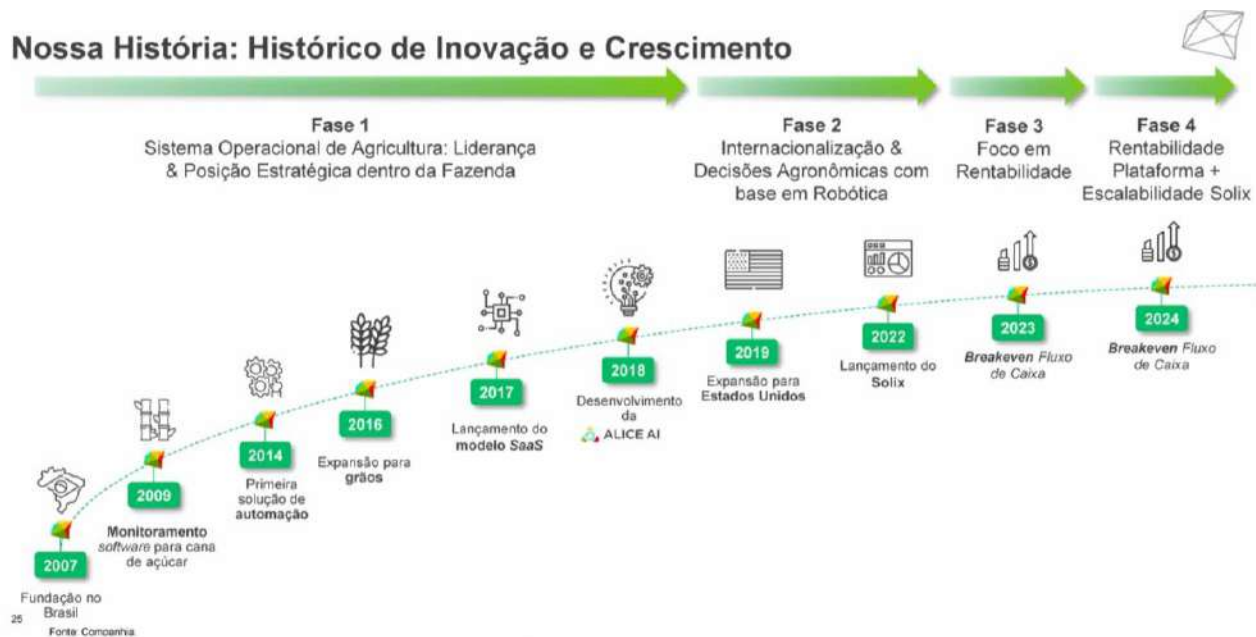 Nossa História: Histórico de Inovação e Crescimento
Fase 1
Sistema Operacional de Agricultura: Liderança
& Posição Estratégica dentro da Fazenda
Fase 2
Internacionalização &
Decisões Agronômicas com
base em Robótica
Fase 3
Foco em
Rentabilidade
Fase 4
Rentabilidade
Plataforma +
Escalabilidade Solix
2007
Fundação no
Brasil
2009
Monitoramento
software para cana
de açúcar
2014
Primeira
solução de
automação
2016
Expansão para
grãos
2017
Lançamento do
modelo SaaS
2018
Desenvolvimento
da
ALICE AI
2019
Expansão para
Estados Unidos
2022
Lançamento do
Solix
2023
Breakeven Fluxo
de Caixa
2024
Breakeven Fluxo
de Caixa
25
Fonte: Companhia.